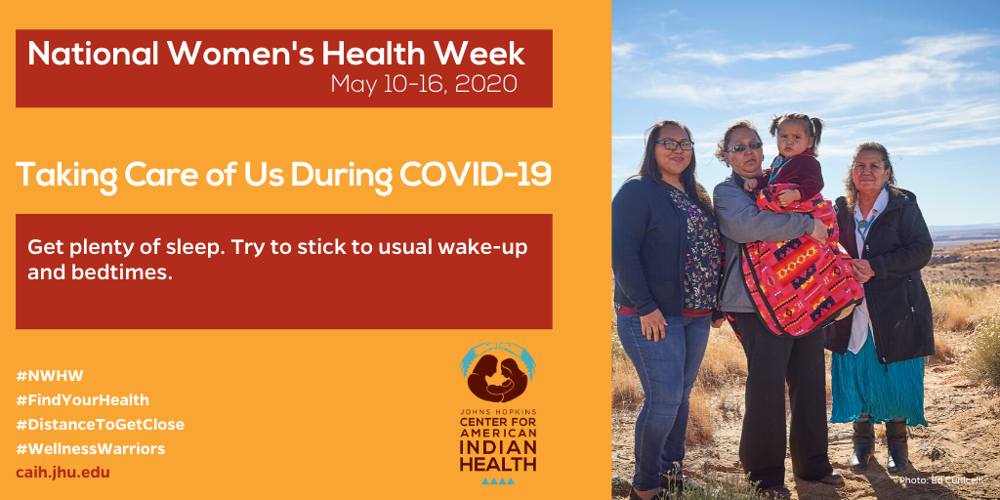 National Women's Health Week
May 10-16, 2020
Taking Care of Us During COVID-19
Get plenty of sleep. Try to stick to usual wake-up
and bedtimes.
#NWHW
#FindYourHealth
#DistanceToGetClose
#WellnessWarriors
caih.jhu.edu
JOHNS HOPKINS
CENTER FOR
AMERICAN
INDIAN
HEALTH
Photo: Ed Cunicelli